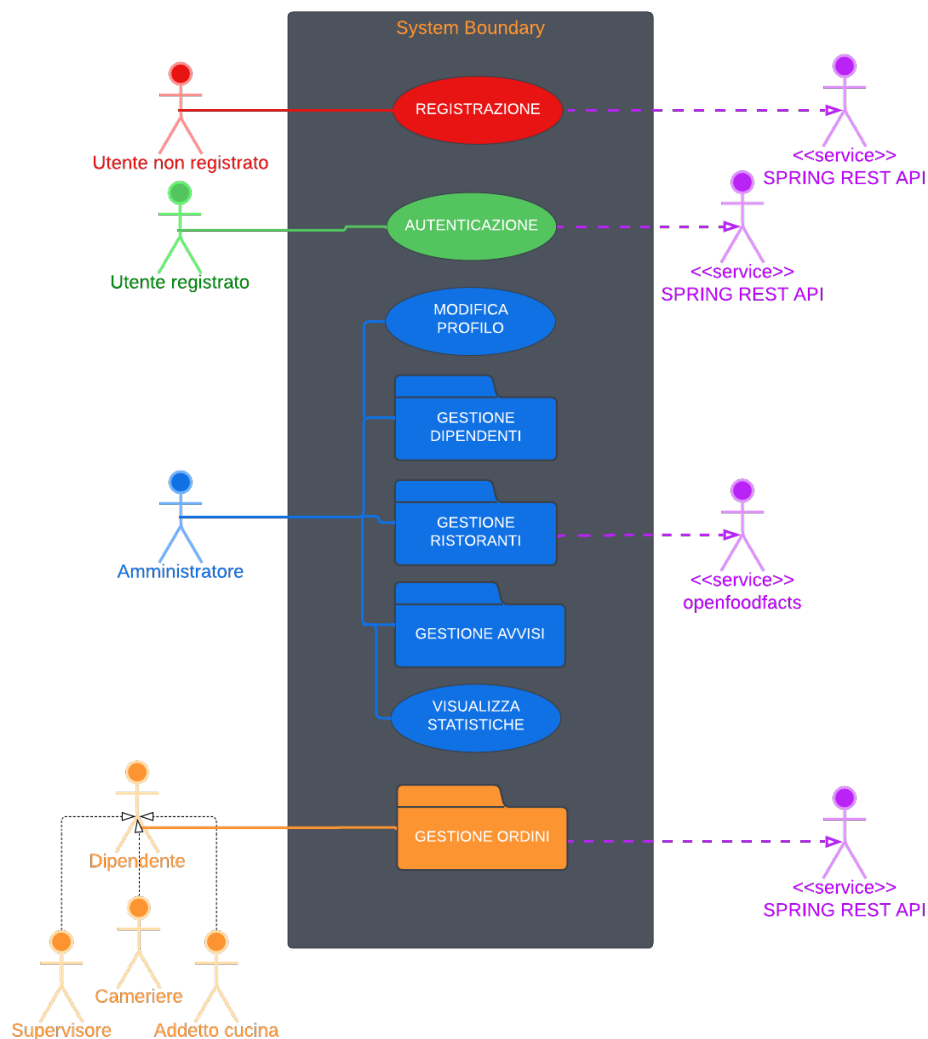 System Boundary
REGISTRAZIONE
Utente non registrato
<<service>>
SPRING REST API
AUTENTICAZIONE
Utente registrato
<<service>>
SPRING REST API
MODIFICA
PROFILO
GESTIONE
DIPENDENTI
GESTIONE
RISTORANTI
Amministratore
<<service>>
openfoodfacts
GESTIONE AVVISI
VISUALIZZA
STATISTICHE
GESTIONE ORDINI
Dipendente
<<service>>
SPRING REST API
Cameriere
Supervisore
Addetto cucina